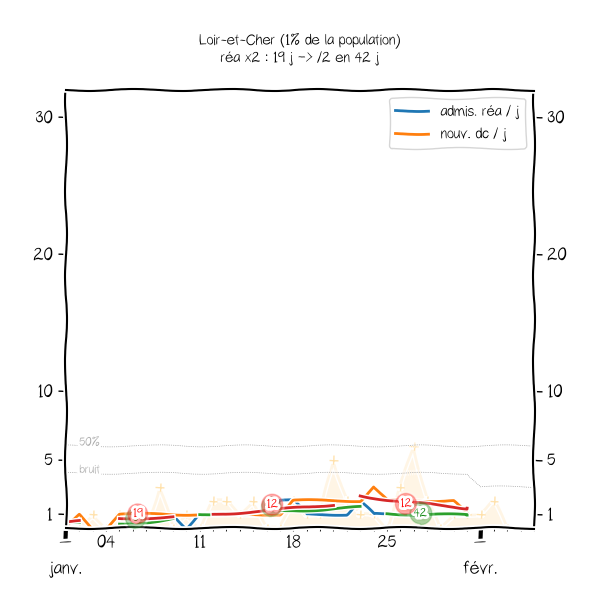 Loir-et-Cher (1% de la population)
réa x2 : 19 j -> /2 en 42 j
admis. réa / j
nouv. dc / j
30 30
20 20
10 10
50%
5 5
bruit
1 19 12 12 42 1
04 11 18 25
janv. févr.